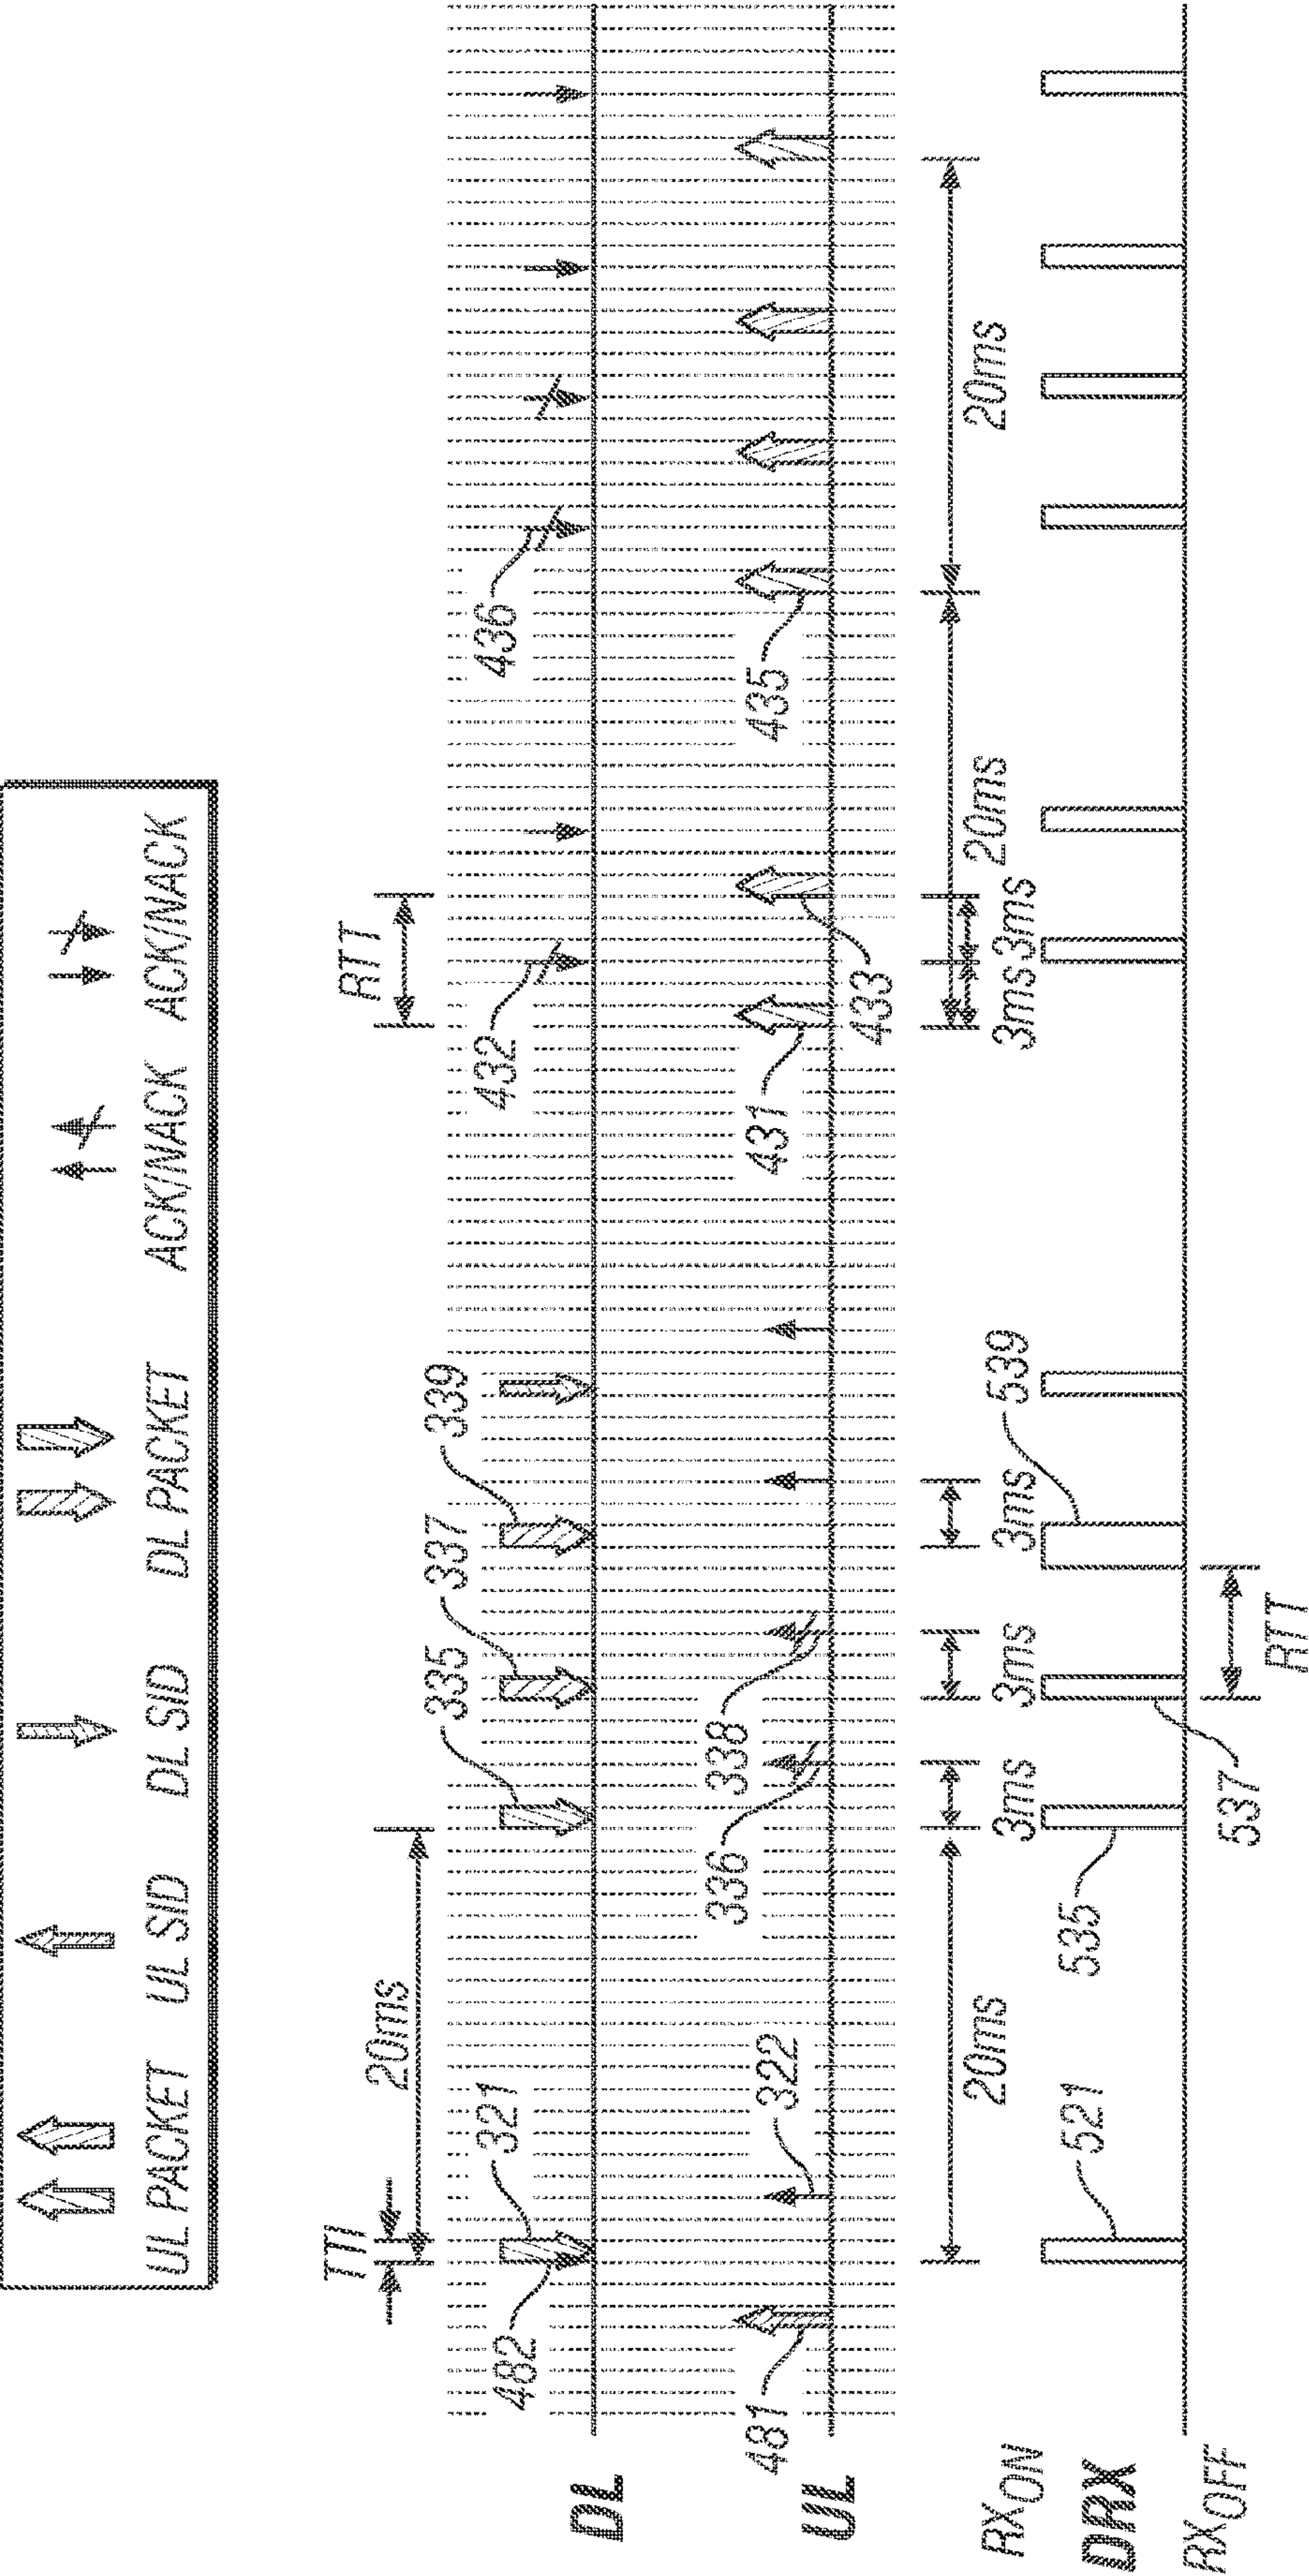 UL PACKET UL SID DL SID DL PACKET ACK/NACK ACK/NACK
TTI 20ms RTT
482 321 335 337 339 432 436
DL
481 322 336 338 431 433 435
UL
20ms 3ms 3ms 3ms 3ms 3ms 20ms 20ms
RXON
DRX
521 535 537 539
RXOFF
RTT